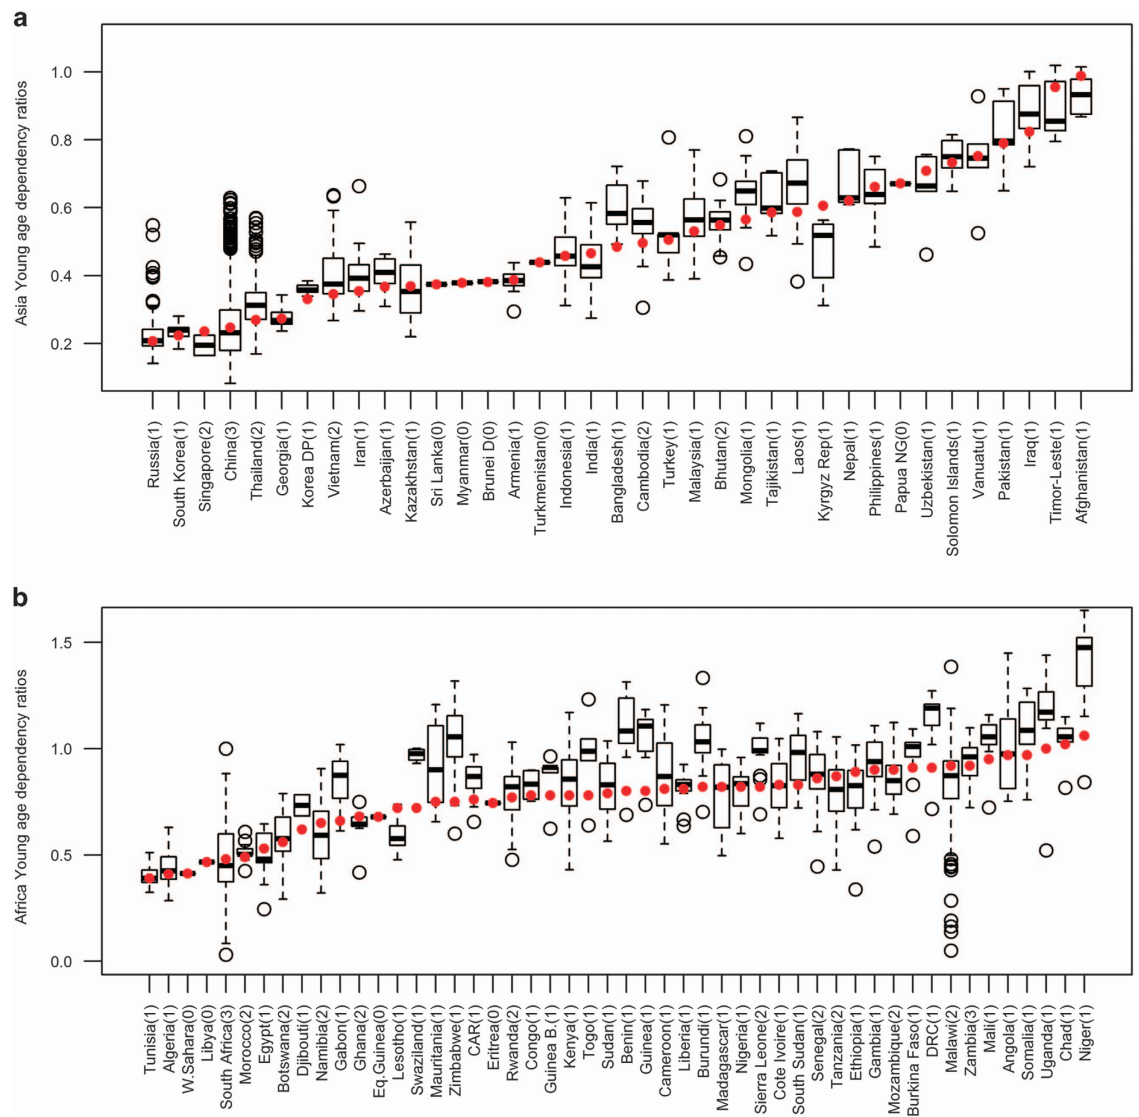 a
Asia Young age dependency ratios
1.0
0.8
0.6
0.4
0.2
Russia(1)
South Korea(1)
Singapore(2)
China(3)
Thailand(2)
Georgia(1)
Korea DP(1)
Vietnam(2)
Iran(1)
Azerbaijan(1)
Kazakhstan(1)
Sri Lanka(0)
Myanmar(0)
Brunei D(0)
Armenia(1)
Turkmenistan(0)
Indonesia(1)
India(1)
Bangladesh(1)
Cambodia(2)
Turkey(1)
Malaysia(1)
Bhutan(2)
Mongolia(1)
Tajikistan(1)
Laos(1)
Kyrgyz Rep(1)
Nepal(1)
Philippines(1)
Papua NG(0)
Uzbekistan(1)
Solomon Islands(1)
Vanuatu(1)
Pakistan(1)
Iraq(1)
Timor-Lester(1)
Afghanistan(1)
b
Africa Young age dependency ratios
1.5
1.0
0.5
0.0
Tunisia(1)
Algeria(1)
W.Sahara(0)
Libya(0)
South Africa(3)
Morocco(2)
Egypt(1)
Botswana(2)
Djibouti(1)
Namibia(2)
Gabon(1)
Ghana(2)
Eq.Guinea(0)
Lesotho(1)
Swaziland(1)
Mauritania(1)
Zimbabwe(1)
CAR(1)
Eritrea(0)
Rwanda(2)
Congo(1)
Guinea B.(1)
Kenya(1)
Togo(1)
Sudan(1)
Benin(1)
Guinea(1)
Cameroon(1)
Liberia(1)
Burundi(1)
Madagascar(1)
Nigeria(1)
Sierra Leone(2)
Cote Ivoire(1)
South Sudan(1)
Senegal(2)
Tanzania(2)
Ethiopia(1)
Gambia(1)
Mozambique(2)
Burkina Faso(1)
DRC(1)
Malawi(2)
Zambia(3)
Mali(1)
Angola(1)
Somalia(1)
Uganda(1)
Chad(1)
Niger(1)